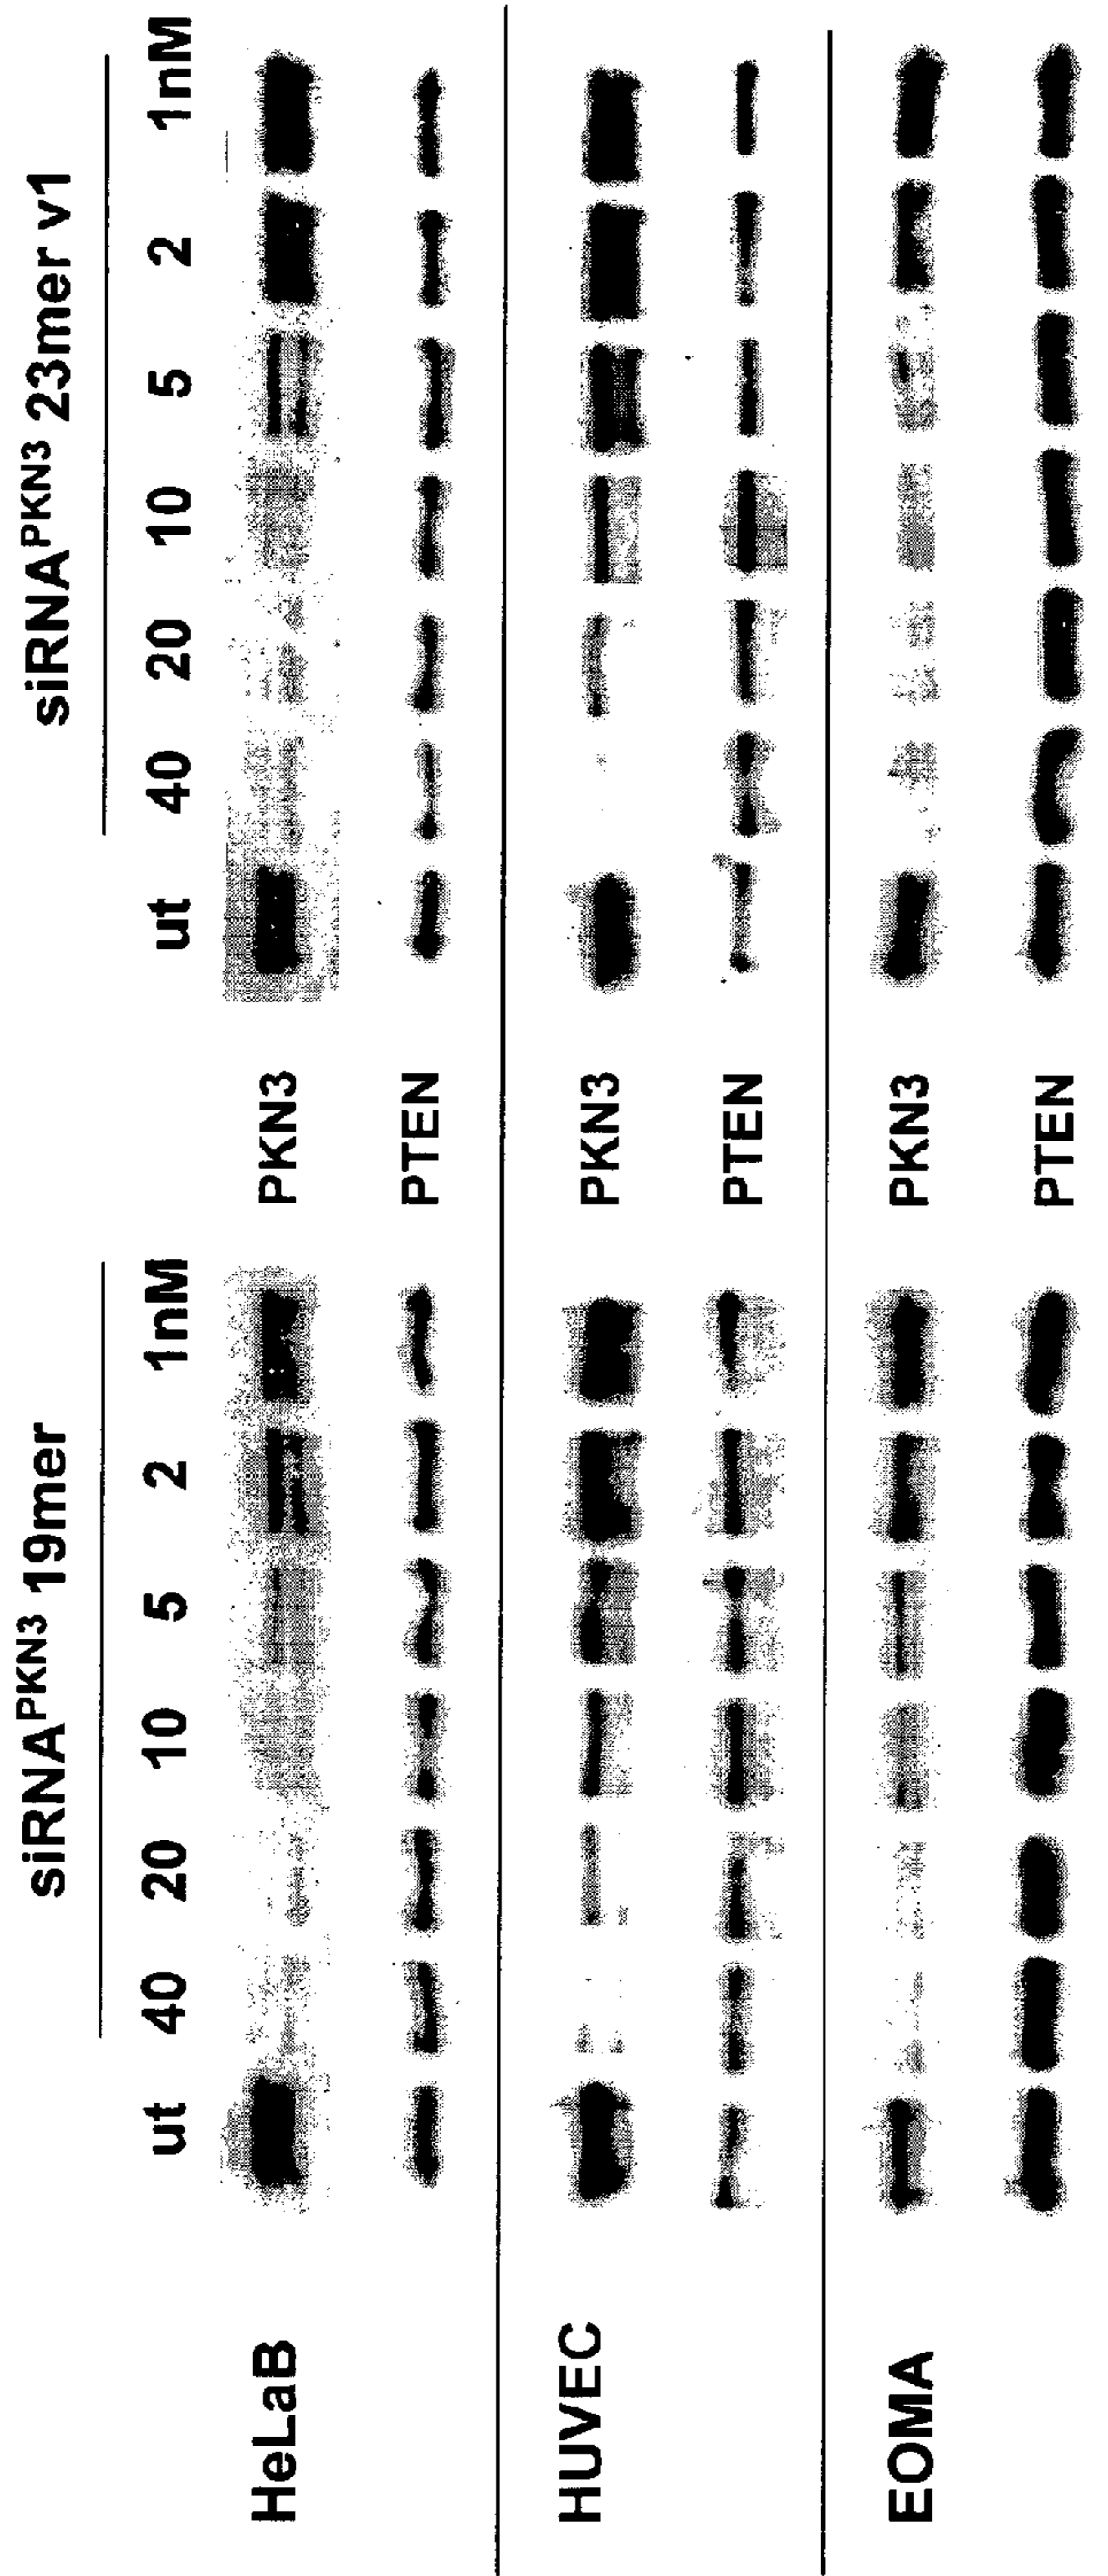 siRNA^PKN3 19mer siRNA^PKN3 23mer v1
ut 40 20 10 5 2 1nM ut 40 20 10 5 2 1nM
HeLaB PKN3
PTEN
HUVEC PKN3
PTEN
EOMA PKN3
PTEN